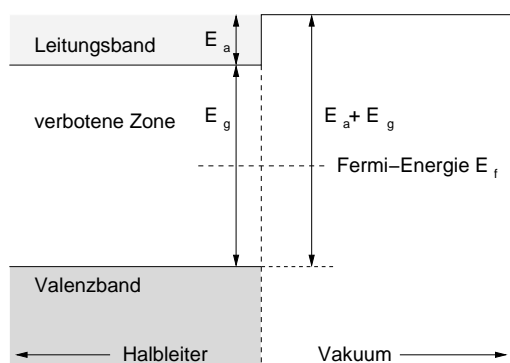 Leitungsband
E a
verbotene Zone
E g
E a + E g
Fermi−Energie E f
Valenzband
Halbleiter
Vakuum